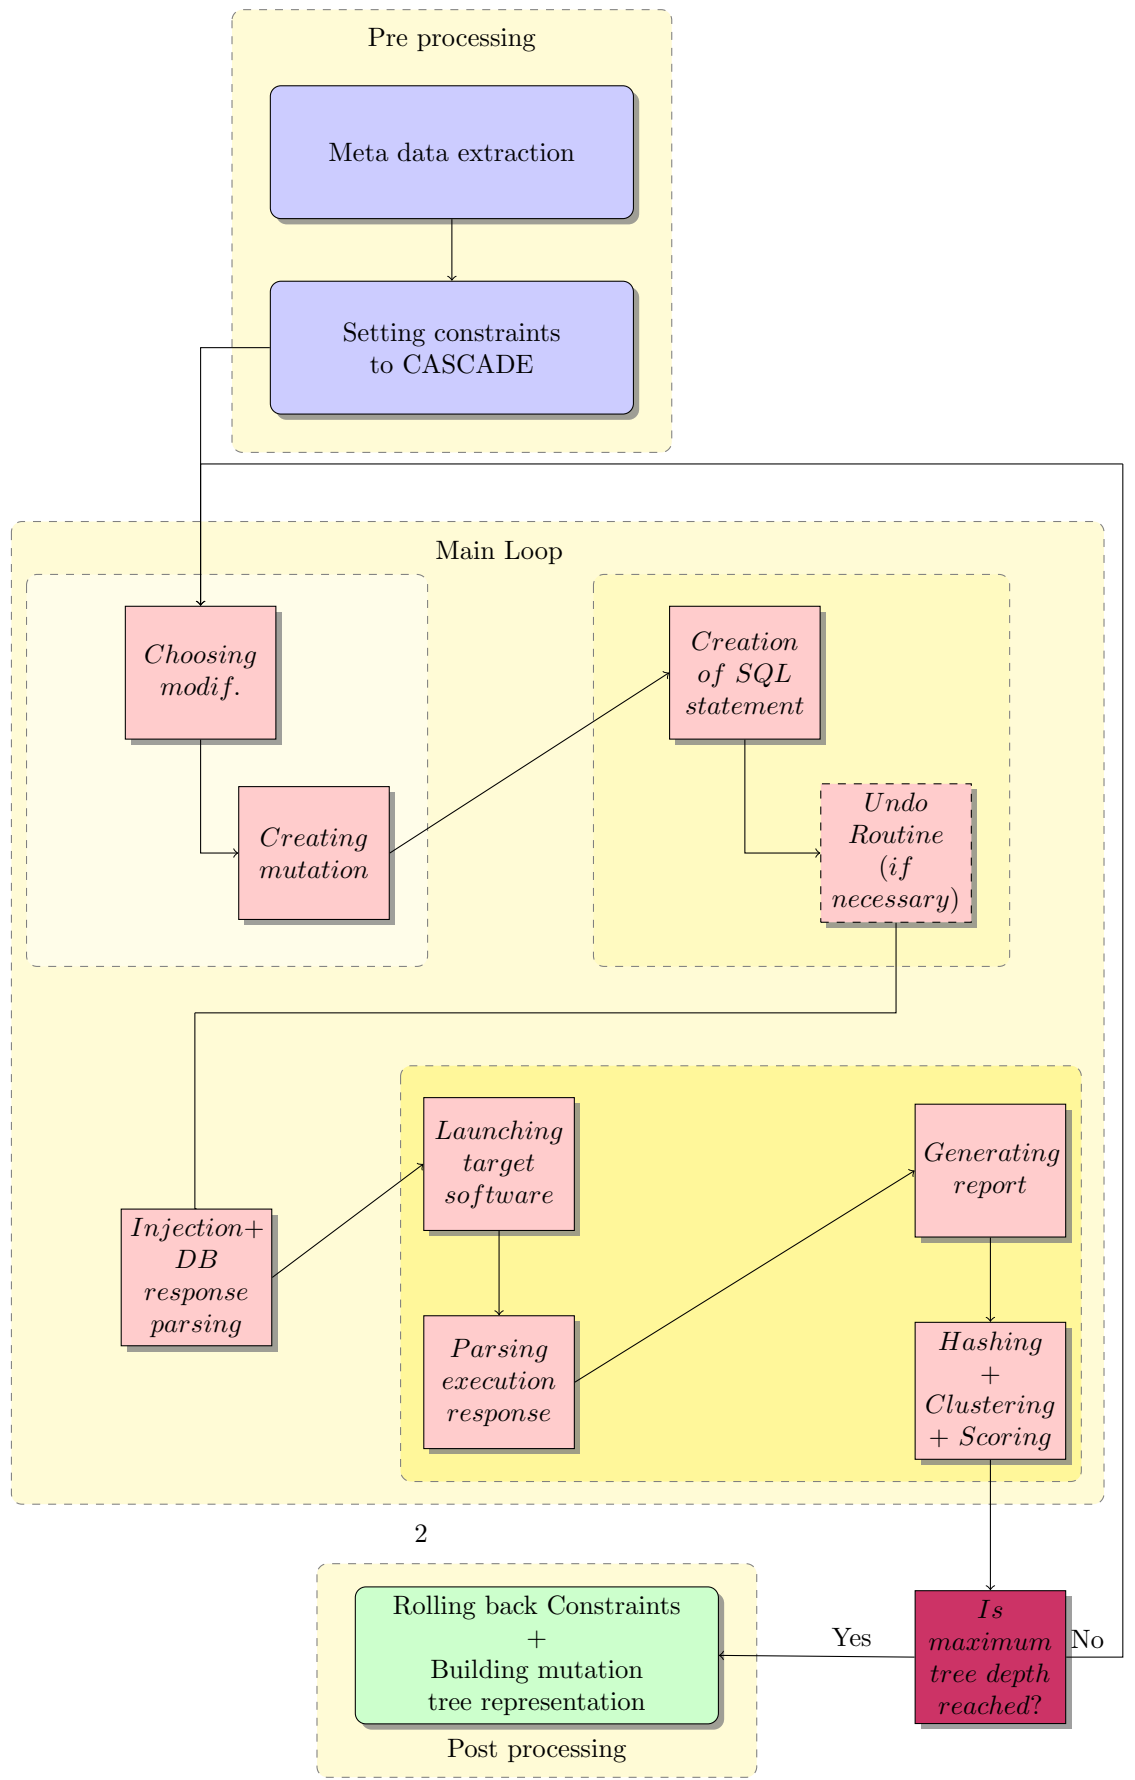 Pre processing
Meta data extraction
Setting constraints
to CASCADE
Main Loop
Choosing
modif.
Creating
mutation
Creation
of SQL
statement
Undo
Routine
(if
necessary)
Injection+
DB
response
parsing
Launching
target
software
Parsing
execution
response
Generating
report
Hashing
+
Clustering
+ Scoring
2
Is
maximum
tree depth
reached?
No
Yes
Rolling back Constraints
+
Building mutation
tree representation
Post processing